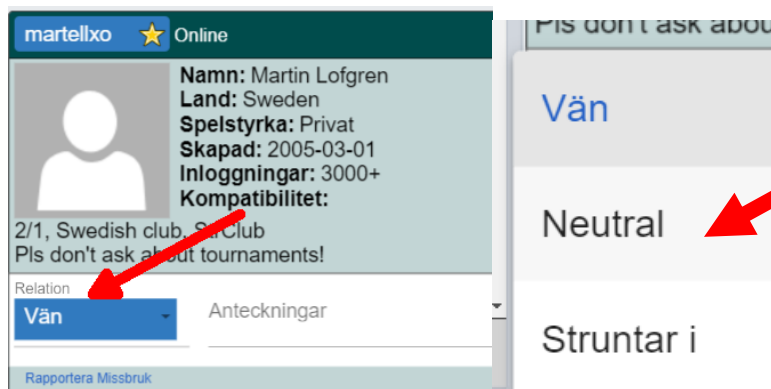 martellxo Online
Namn: Martin Lofgren
Land: Sweden
Spelstyrka: Privat
Skapad: 2005-03-01
Inloggningar: 3000+
Kompatibilitet:
2/1, Swedish club, StrClub
Pls don't ask about tournaments!
Relation
Vän
Anteckningar
Rapportera Missbruk
Pls don't ask abou
Vän
Neutral
Struntar i